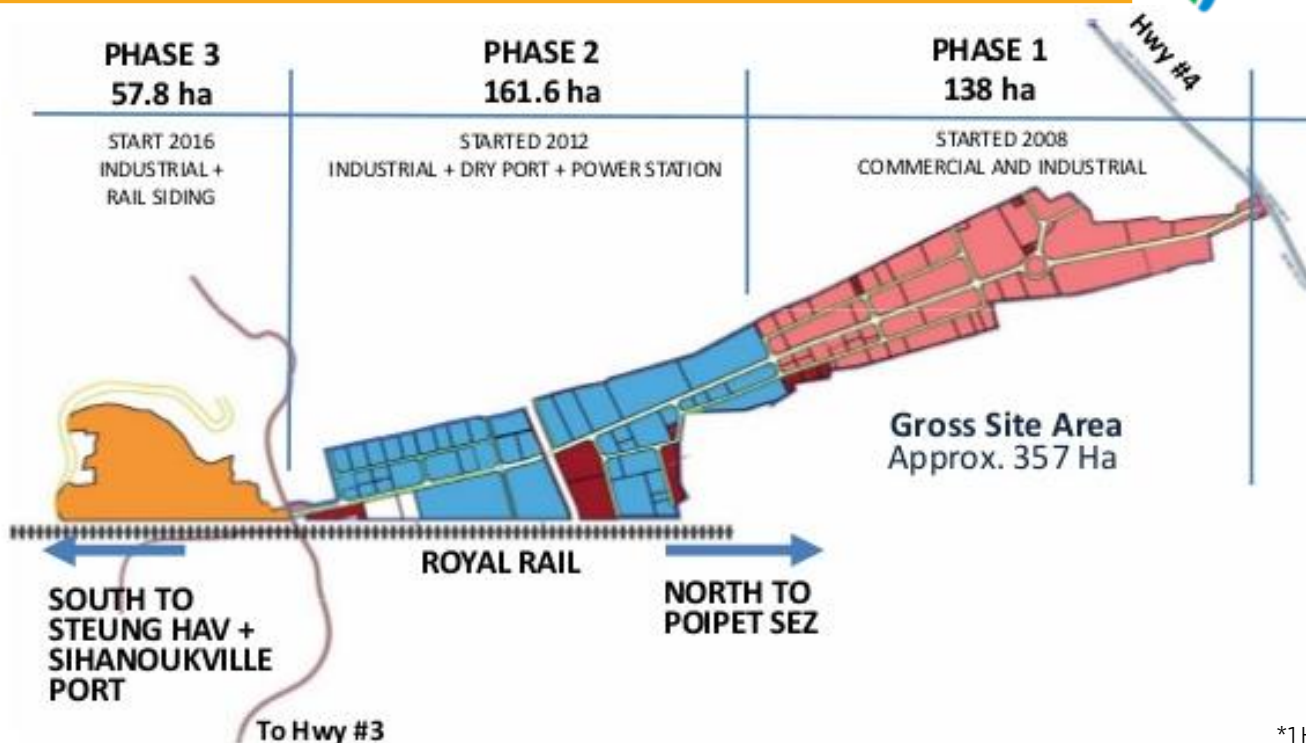 PHASE 3
57.8 ha
START 2016
INDUSTRIAL +
RAIL SIDING
PHASE 2
161.6 ha
STARTED 2012
INDUSTRIAL + DRY PORT + POWER STATION
PHASE 1
138 ha
STARTED 2008
COMMERCIAL AND INDUSTRIAL
Hwy #4
Gross Site Area
Approx. 357 Ha
ROYAL RAIL
SOUTH TO
STEUNG HAV +
SIHANOUKVILLE
PORT
NORTH TO
POIPET SEZ
To Hwy #3